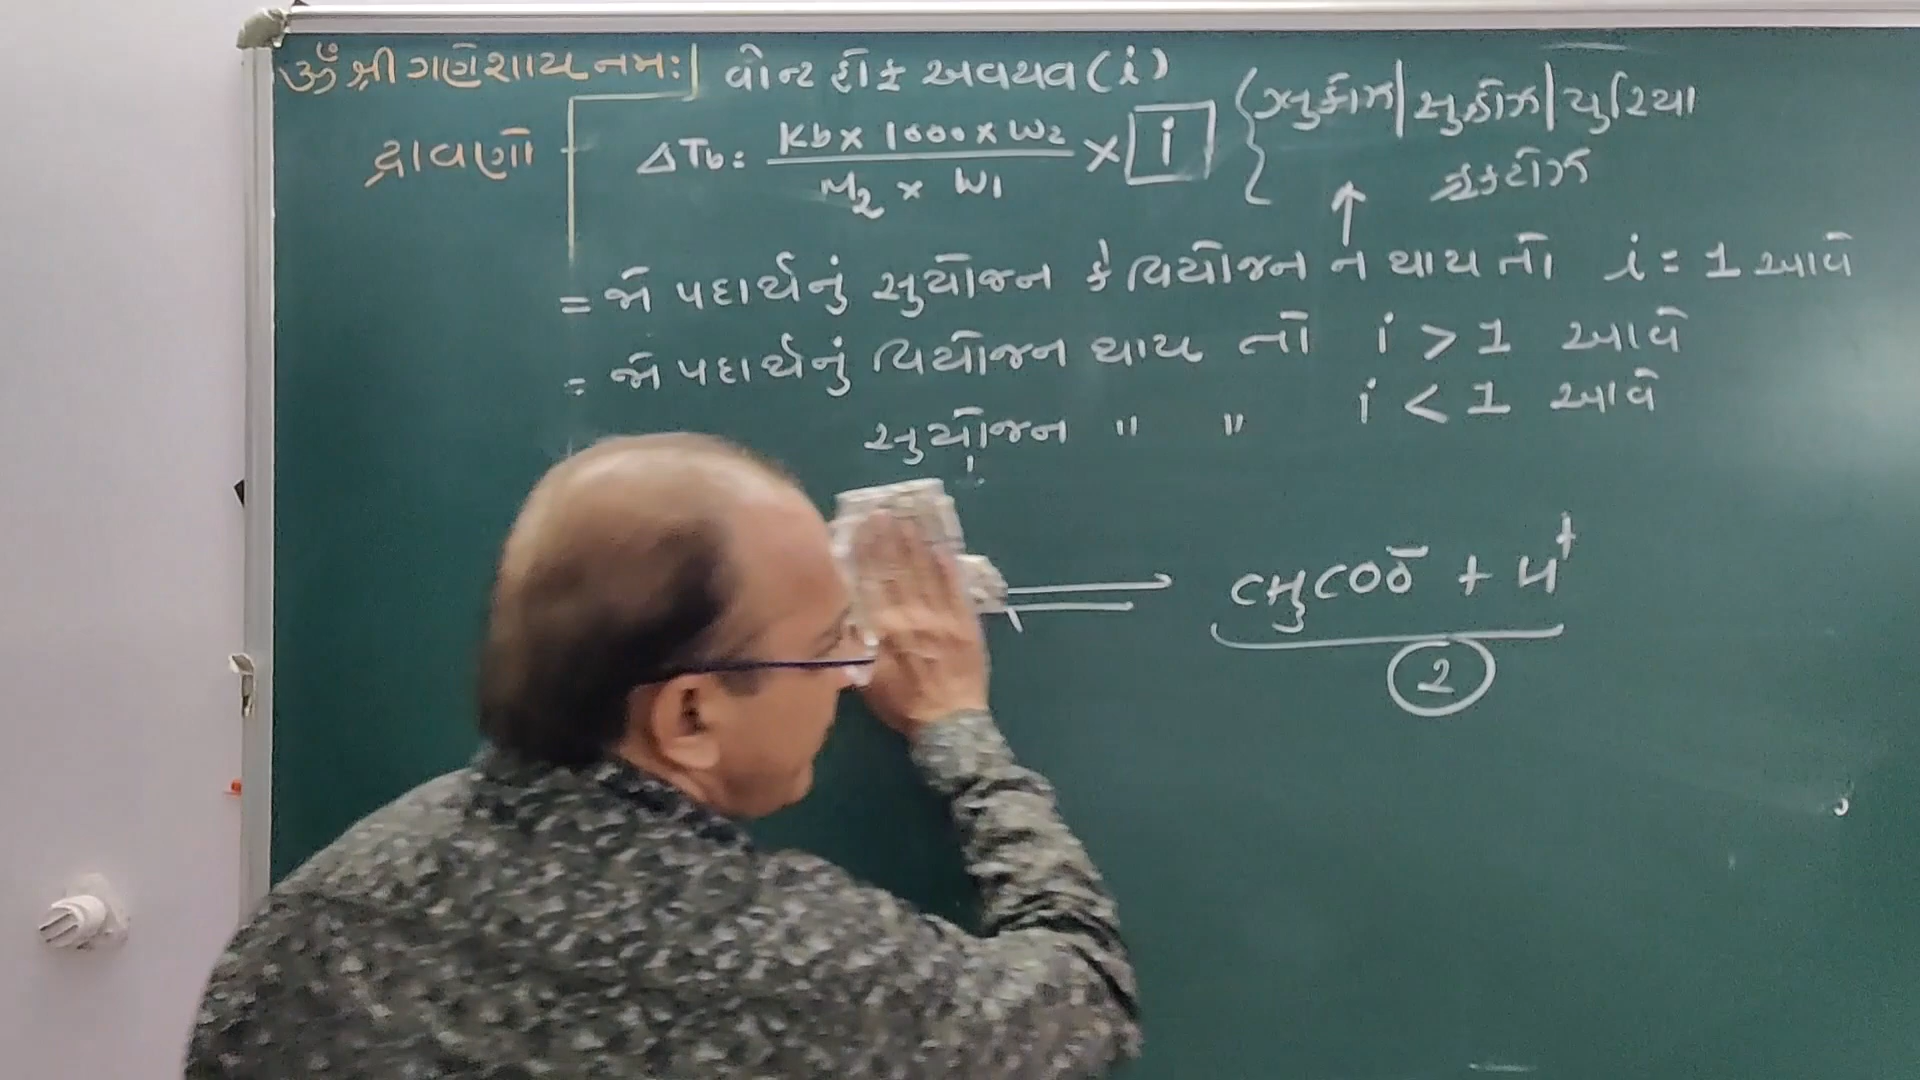 ૐ શ્રી ગણેશાય નમઃ
દ્રાવણો
વોન્ટ હોફ અવયવ (i)
ΔTb = Kb x 1000 x W2 / M2 x W1 x i
{ ગ્લુકોઝ | સુક્રોઝ | યુરિયા
ફ્રુક્ટોઝ
= જો પદાર્થનું સુયોજન કે વિયોજન ન થાય તો i = 1 આવે
= જો પદાર્થનું વિયોજન થાય તો i > 1 આવે
સુયોજન " " i < 1 આવે
CH3COO⁻ + H⁺
2